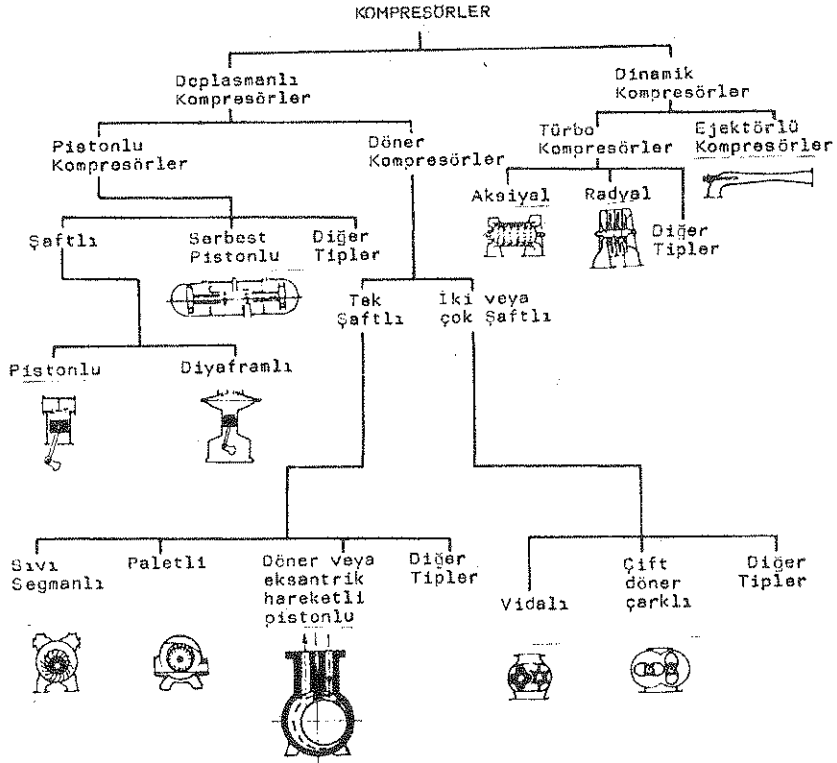 KOMPRESÖRLER
Deplasmanlı
Kompresörler
Dinamik
Kompresörler
Pistonlu
Kompresörler
Döner
Kompresörler
Türbo
Kompresörler
Ejektörlü
Kompresörler
Aksiyal
Radyal
Diğer
Tipler
Şaftlı
Serbest
Pistonlu
Diğer
Tipler
Tek
Şaftlı
İki veya
çok Şaftlı
Pistonlu
Diyaframlı
Sıvı
Segmanlı
Paletli
Döner veya
eksantrik
hareketli
pistonlu
Diğer
Tipler
Vidalı
Çift
döner
çarklı
Diğer
Tipler